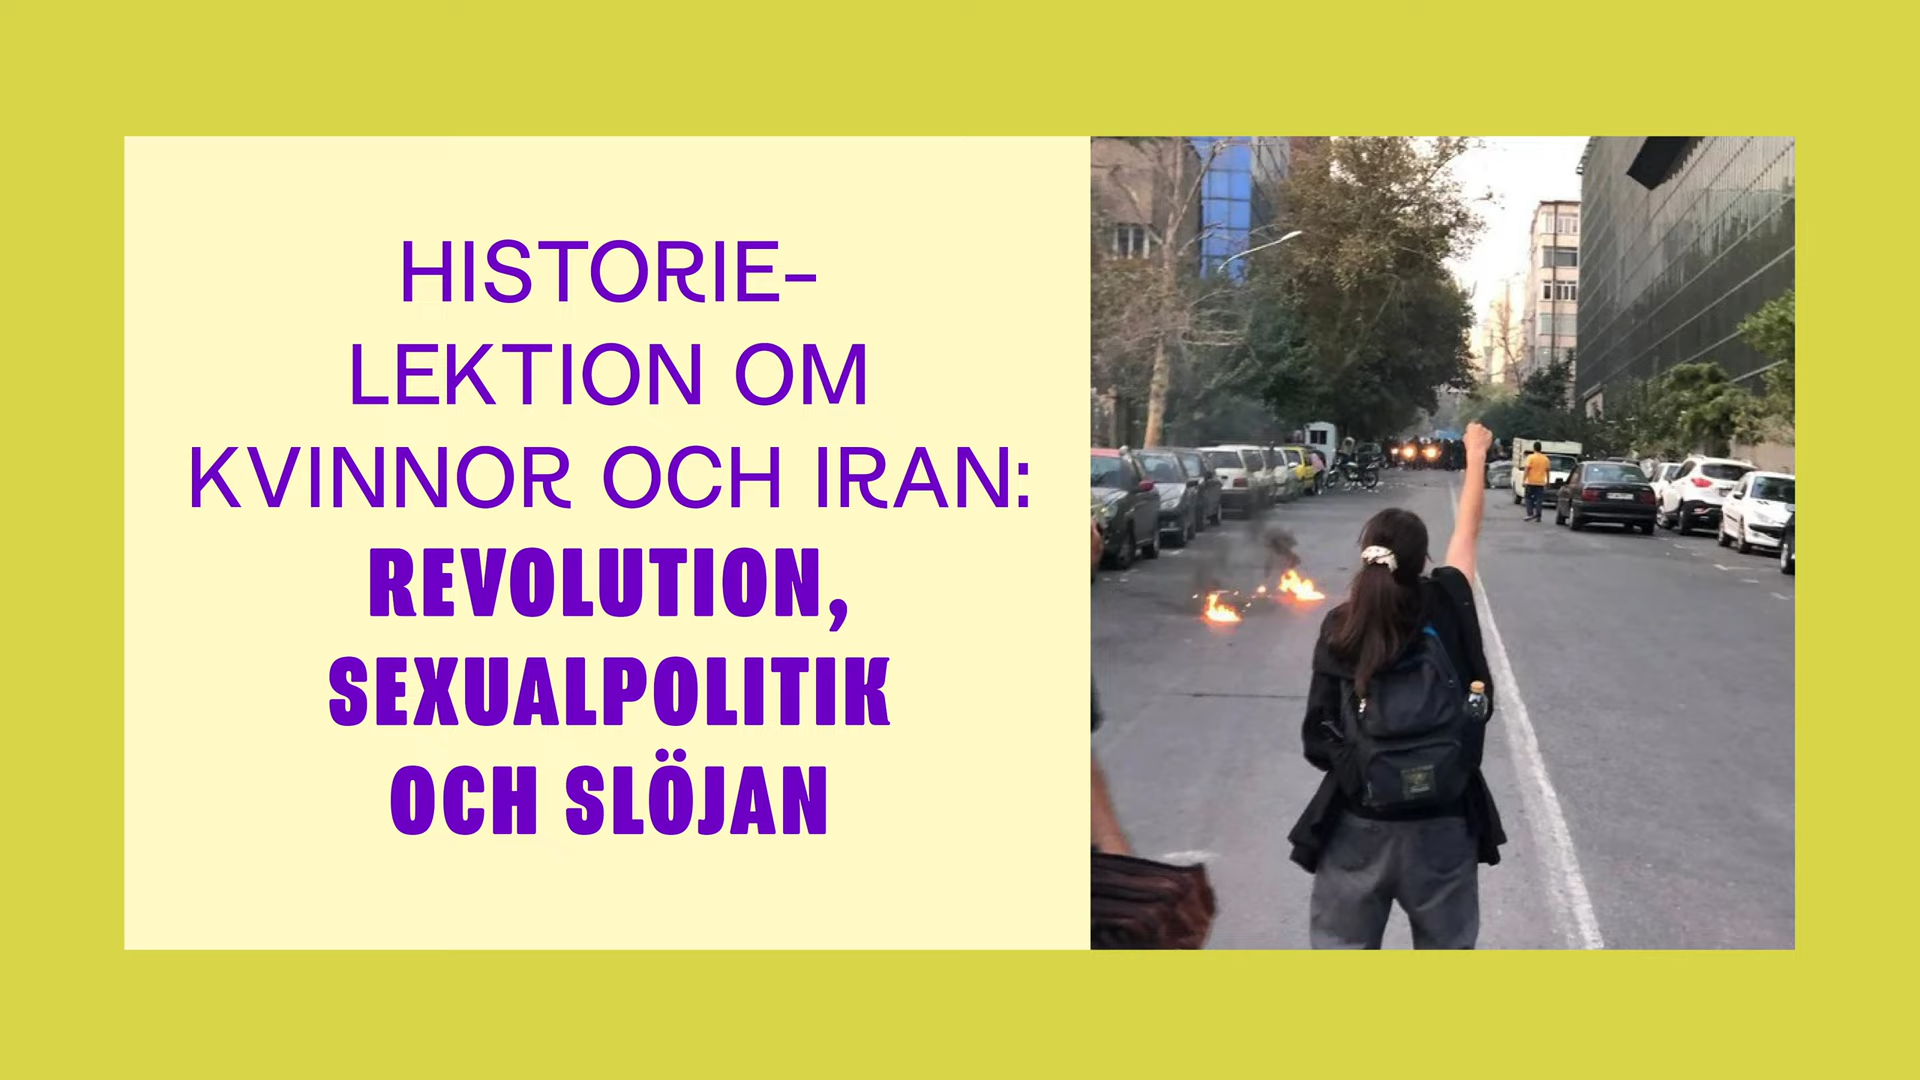 HISTORIE-
LEKTION OM
KVINNOR OCH IRAN:
REVOLUTION,
SEXUALPOLITIK
OCH SLÖJAN